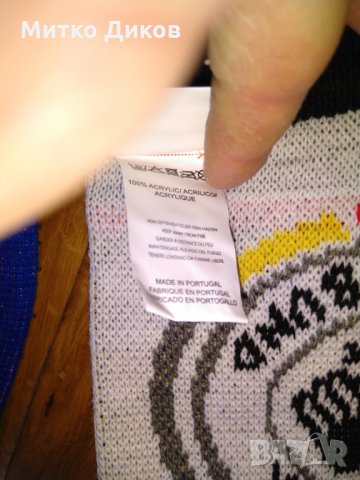 Митко Диков
100% ACRYLIC/ ACRILICO/
ACRYLIQUE
VON OFFENEM FEUER FERN HALTEN
KEEP AWAY FROM FIRE
GARDER A DISTANCE DU FEU
MANTENGASE ALEJADO DEL FUEGO
TENERE LONTANO DA FIAMME LIBERE
MADE IN PORTUGAL
FABRIQUE EN PORTUGAL
FABRICADO EN PORTOGALLO
BAZAR